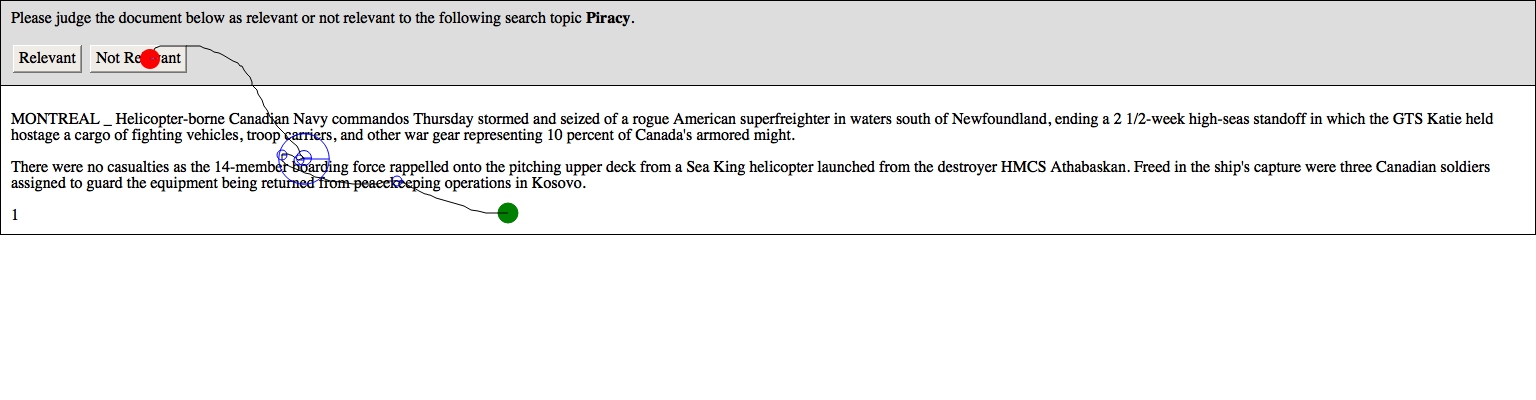 Please judge the document below as relevant or not relevant to the following search topic Piracy.
Relevant Not Relevant
MONTREAL _ Helicopter-borne Canadian Navy commandos Thursday stormed and seized of a rogue American superfreighter in waters south of Newfoundland, ending a 2 1/2-week high-seas standoff in which the GTS Katie held
hostage a cargo of fighting vehicles, troop carriers, and other war gear representing 10 percent of Canada's armored might.
There were no casualties as the 14-member boarding force rappelled onto the pitching upper deck from a Sea King helicopter launched from the destroyer HMCS Athabaskan. Freed in the ship's capture were three Canadian soldiers
assigned to guard the equipment being returned from peacekeeping operations in Kosovo.
1